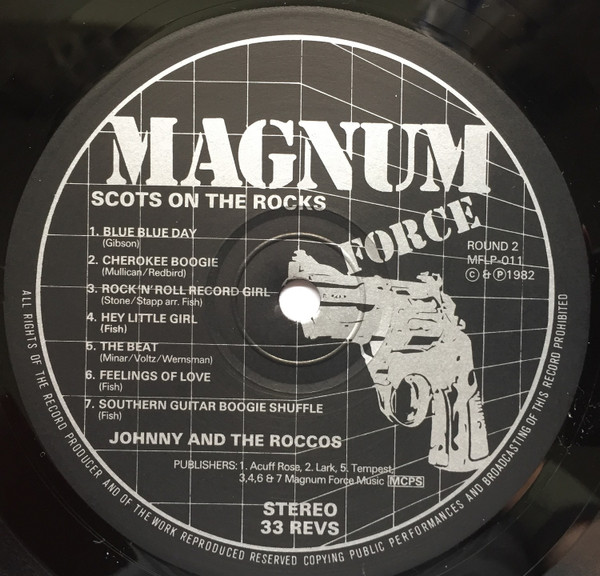 MAGNUM
FORCE
SCOTS ON THE ROCKS
ROUND 2
MFLP-011
© & ℗ 1982
1. BLUE BLUE DAY
(Gibson)
2. CHEROKEE BOOGIE
(Mullican/Redbird)
3. ROCK'N'ROLL RECORD GIRL
(Stone/Stapp arr. Fish)
4. HEY LITTLE GIRL
(Fish)
5. THE BEAT
(Minar/Voltz/Wernsman)
6. FEELINGS OF LOVE
(Fish)
7. SOUTHERN GUITAR BOOGIE SHUFFLE
(Fish)
JOHNNY AND THE ROCCOS
PUBLISHERS: 1. Acuff Rose, 2. Lark, 5. Tempest,
3,4,6 & 7 Magnum Force Music MCPS
STEREO
33 REVS
ALL RIGHTS OF THE RECORD PRODUCER AND OF THE WORK REPRODUCED RESERVED COPYING PUBLIC PERFORMANCES AND BROADCASTING OF THIS RECORD PROHIBITED